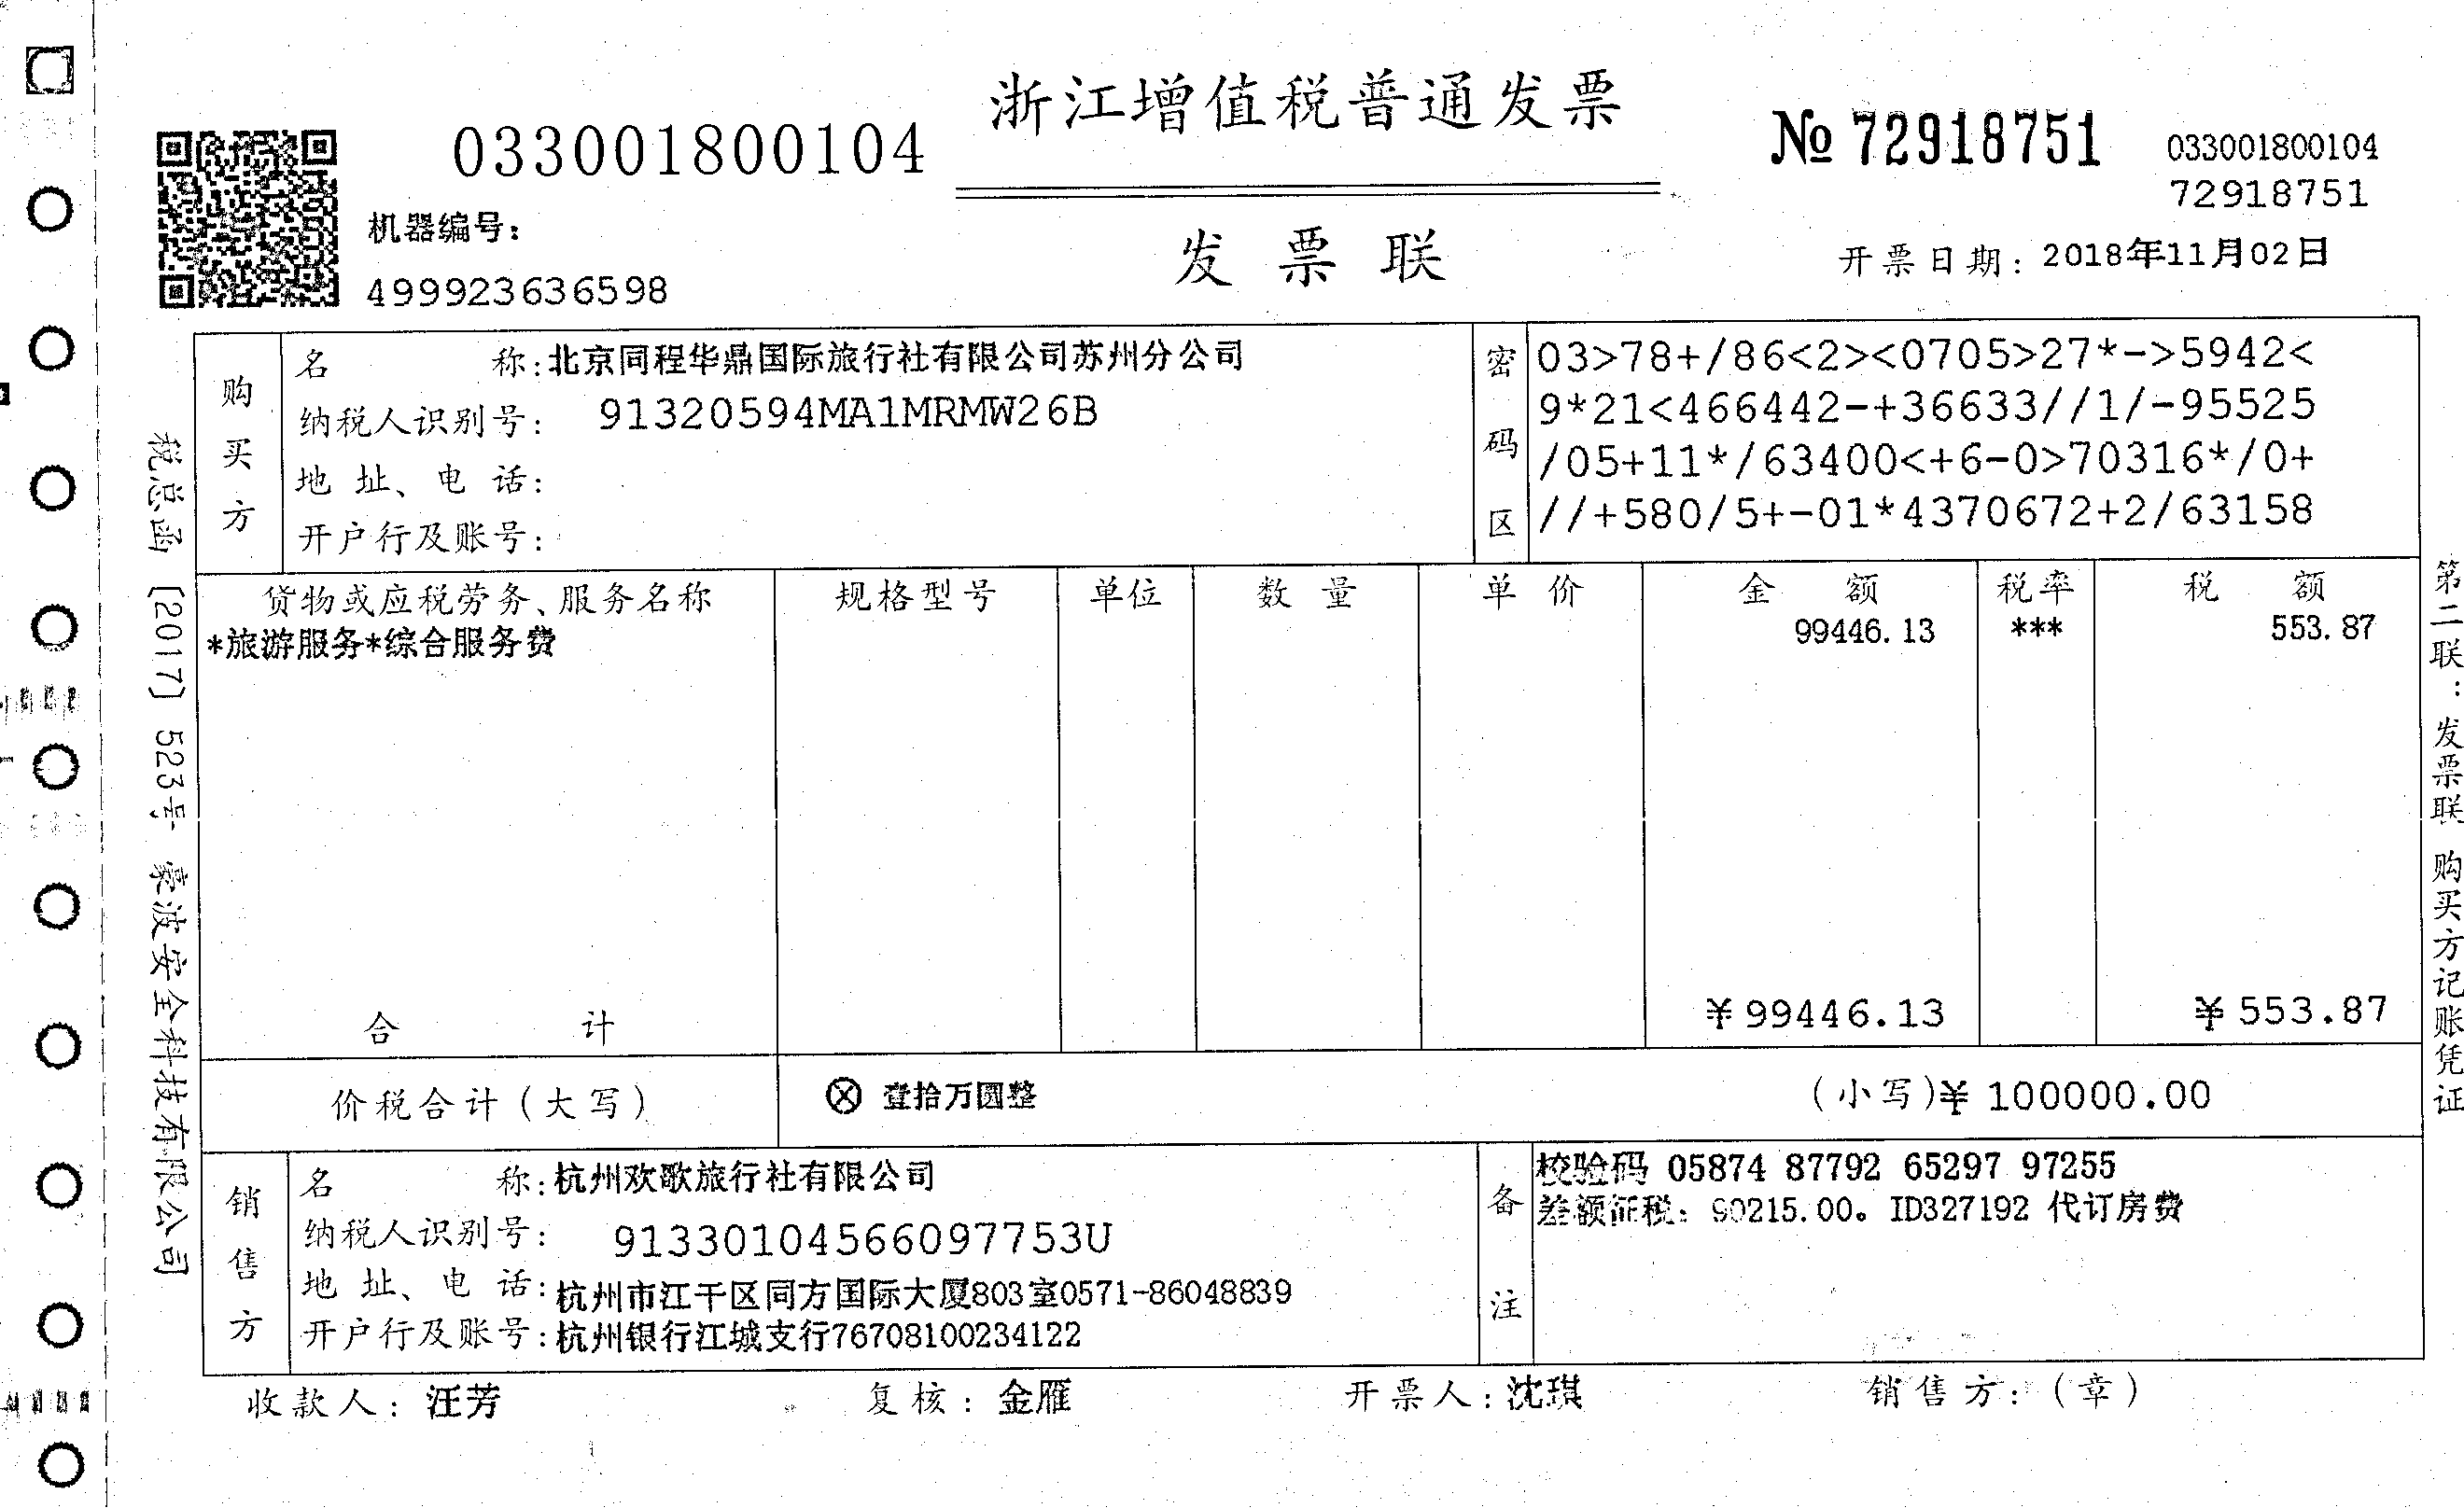 浙江增值税普通发票
033001800104
№ 72918751
033001800104
72918751
机器编号:
499923636598
发票联
开票日期: 2018年11月02日
购买方
名称: 北京同程华鼎国际旅行社有限公司苏州分公司
纳税人识别号: 91320594MA1MRMW26B
地址、电话:
开户行及账号:
密码区
03>78+/86<2><0705>27*->5942<
9*21<466442-+36633//1/-95525
/05+11*/63400<+6-0>70316*/0+
//+580/5+-01*4370672+2/63158
货物或应税劳务、服务名称 规格型号 单位 数量 单价 金额 税率 税额
*旅游服务*综合服务费 99446.13 *** 553.87
合计 ¥99446.13 ¥553.87
价税合计(大写) ⊗ 壹拾万圆整 (小写)¥100000.00
销售方
名称: 杭州欢歌旅行社有限公司
纳税人识别号: 91330104566097753U
地址、电话: 杭州市江干区同方国际大厦803室0571-86048839
开户行及账号: 杭州银行江城支行76708100234122
备注
校验码 05874 87792 65297 97255
差额征税: 90215.00。ID327192 代订房费
收款人: 汪芳 复核: 金雁 开票人: 沈琪 销售方: (章)
税总函〔2017〕523号 豪波安全科技有限公司
第二联:发票联 购买方记账凭证